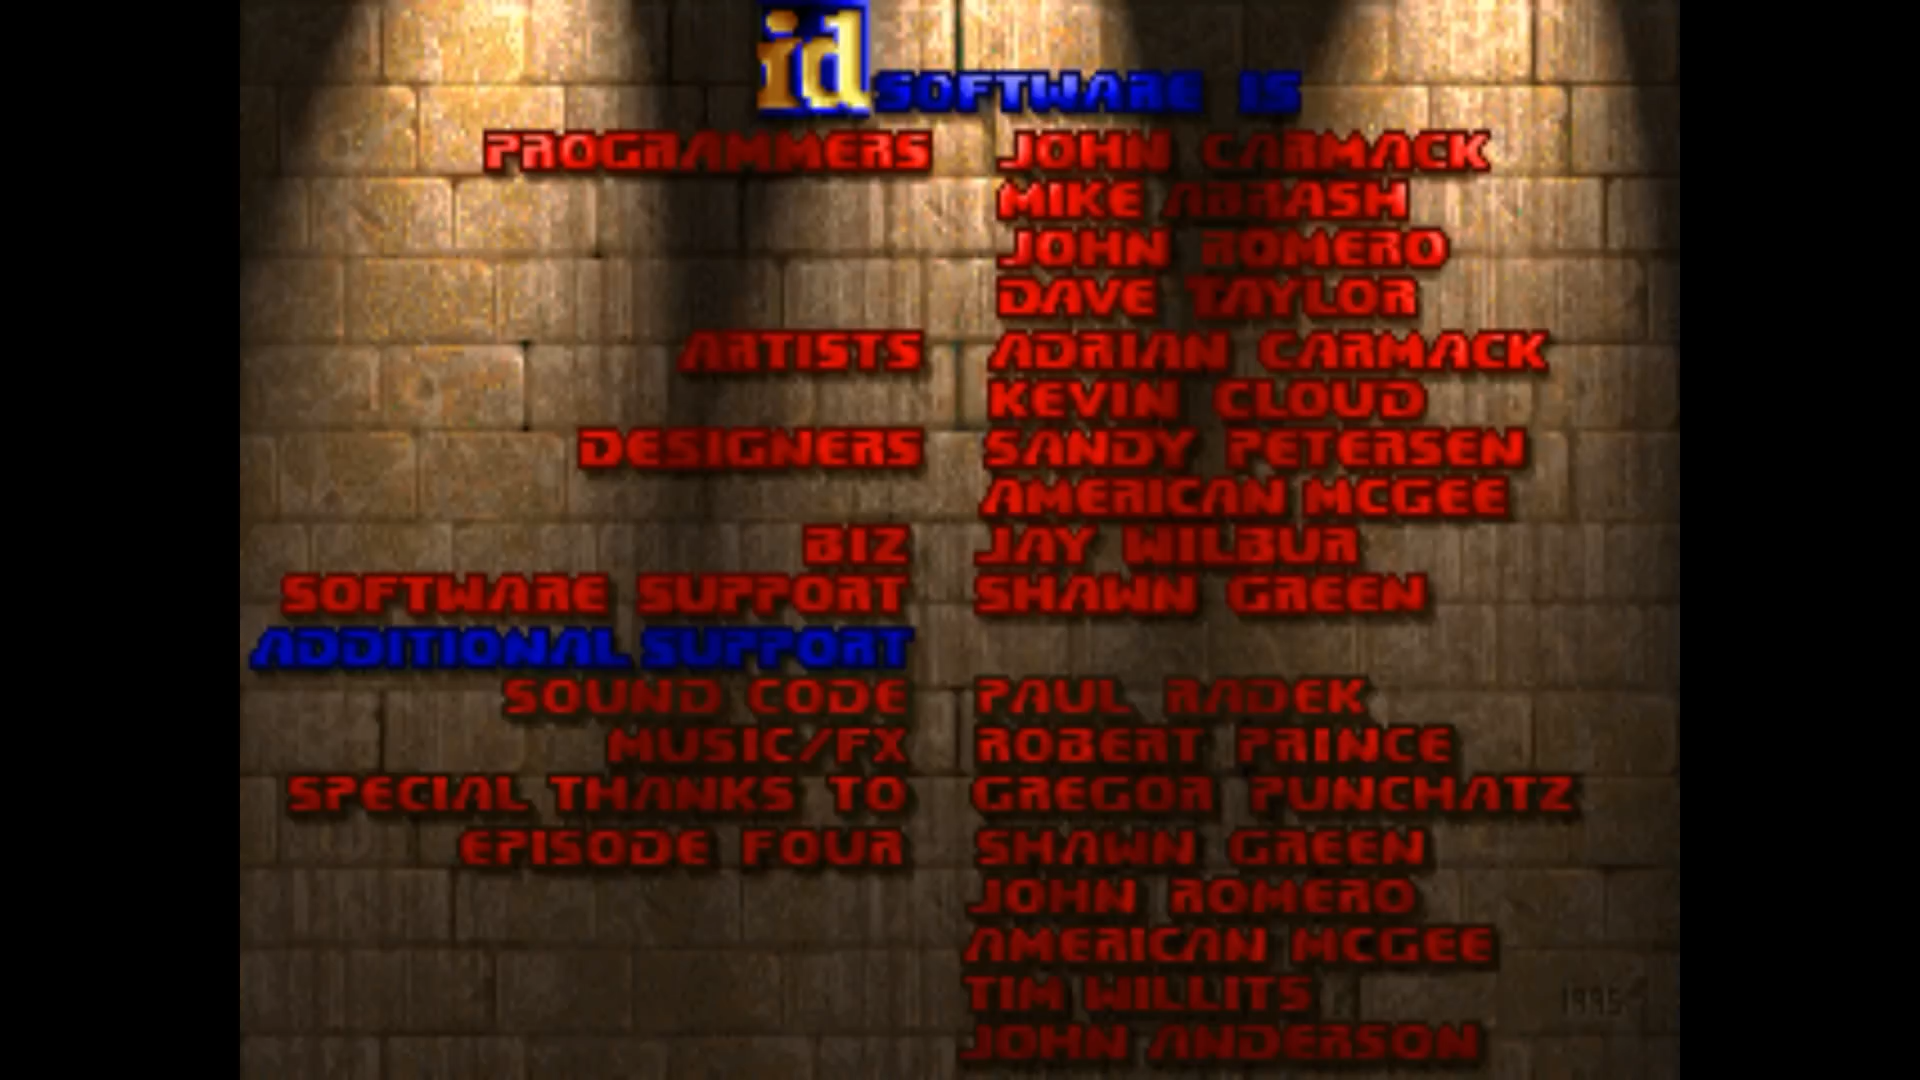 id SOFTWARE IS
PROGRAMMERS JOHN CARMACK
MIKE ABRASH
JOHN ROMERO
DAVE TAYLOR
ARTISTS ADRIAN CARMACK
KEVIN CLOUD
DESIGNERS SANDY PETERSEN
AMERICAN MCGEE
BIZ JAY WILBUR
SOFTWARE SUPPORT SHAWN GREEN
ADDITIONAL SUPPORT
SOUND CODE PAUL RADEK
MUSIC/FX ROBERT PRINCE
SPECIAL THANKS TO GREGOR PUNCHATZ
EPISODE FOUR SHAWN GREEN
JOHN ROMERO
AMERICAN MCGEE
TIM WILLITS
JOHN ANDERSON
1995